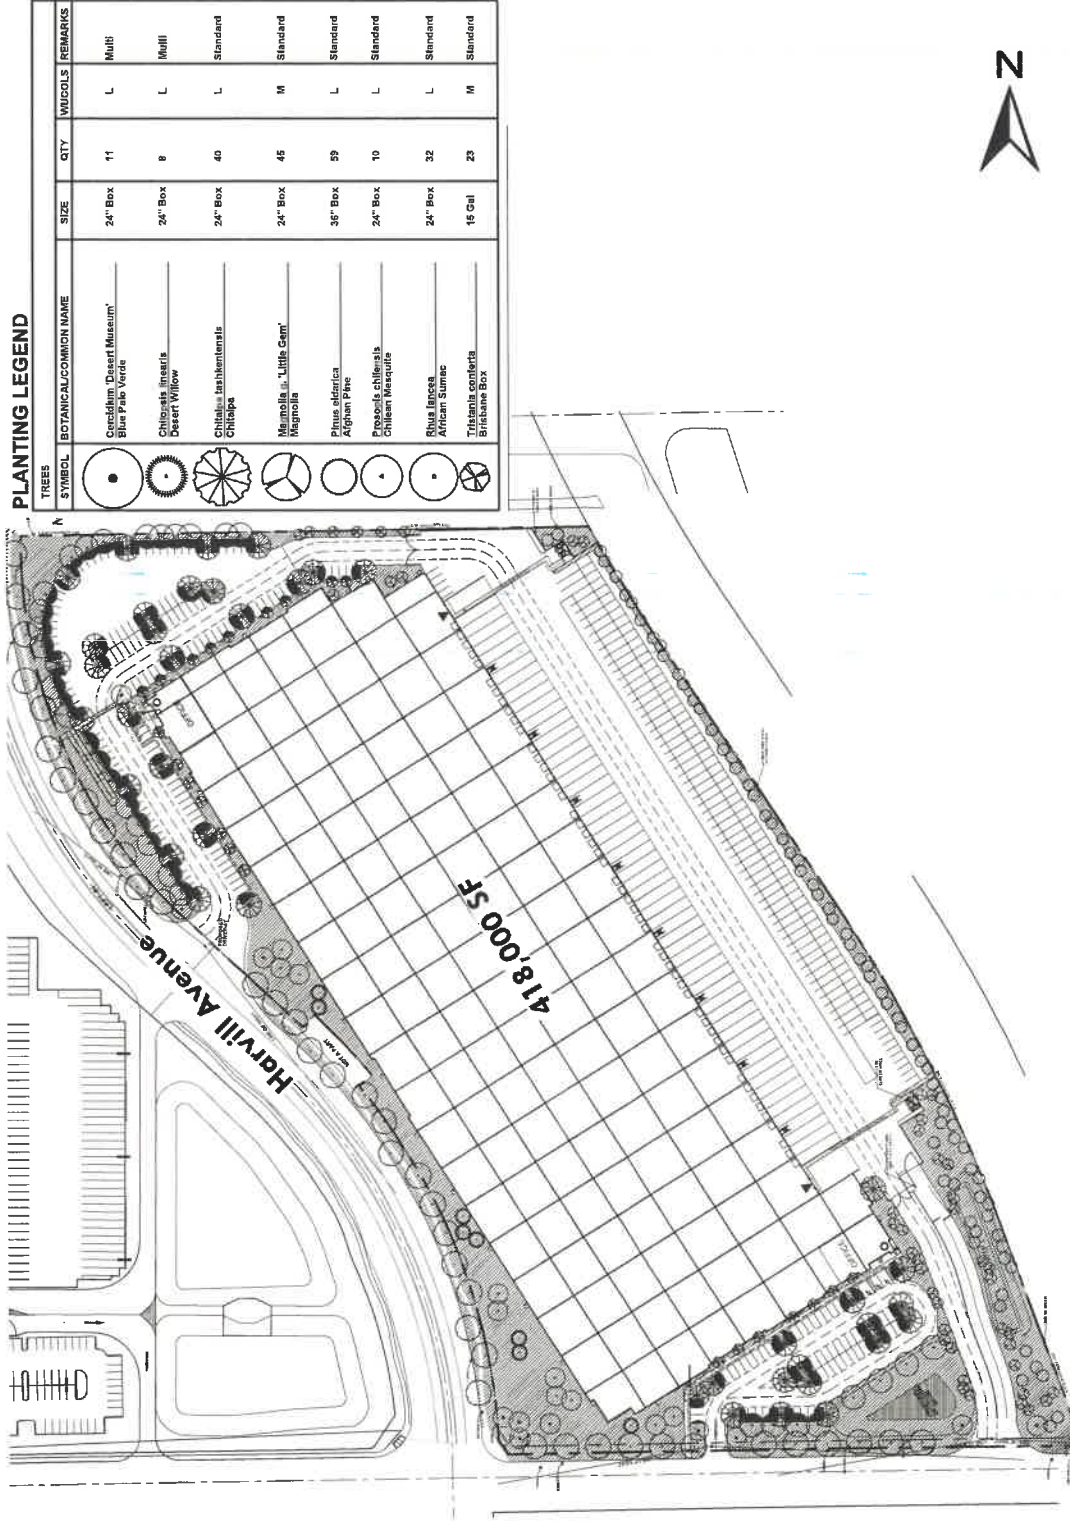 PLANTING LEGEND
TREES
SYMBOL BOTANICAL/COMMON NAME SIZE QTY WUCOLS REMARKS
Cercidium 'Desert Museum' 24" Box 11 L Multi
Blue Palo Verde
Chilopsis linearis 24" Box 8 L Multi
Desert Willow
Chitalpa tashkentensis 24" Box 40 L Standard
Chitalpa
Magnolia g. 'Little Gem' 24" Box 45 M Standard
Magnolia
Pinus eldarica 36" Box 59 L Standard
Afghan Pine
Prosopis chilensis 24" Box 10 L Standard
Chilean Mesquite
Rhus lancea 24" Box 32 L Standard
African Sumac
Tristania conferta 15 Gal 23 M Standard
Brisbane Box
N
Harvill Avenue
418,000 SF
OFFICE
OFFICE
NOT A PART